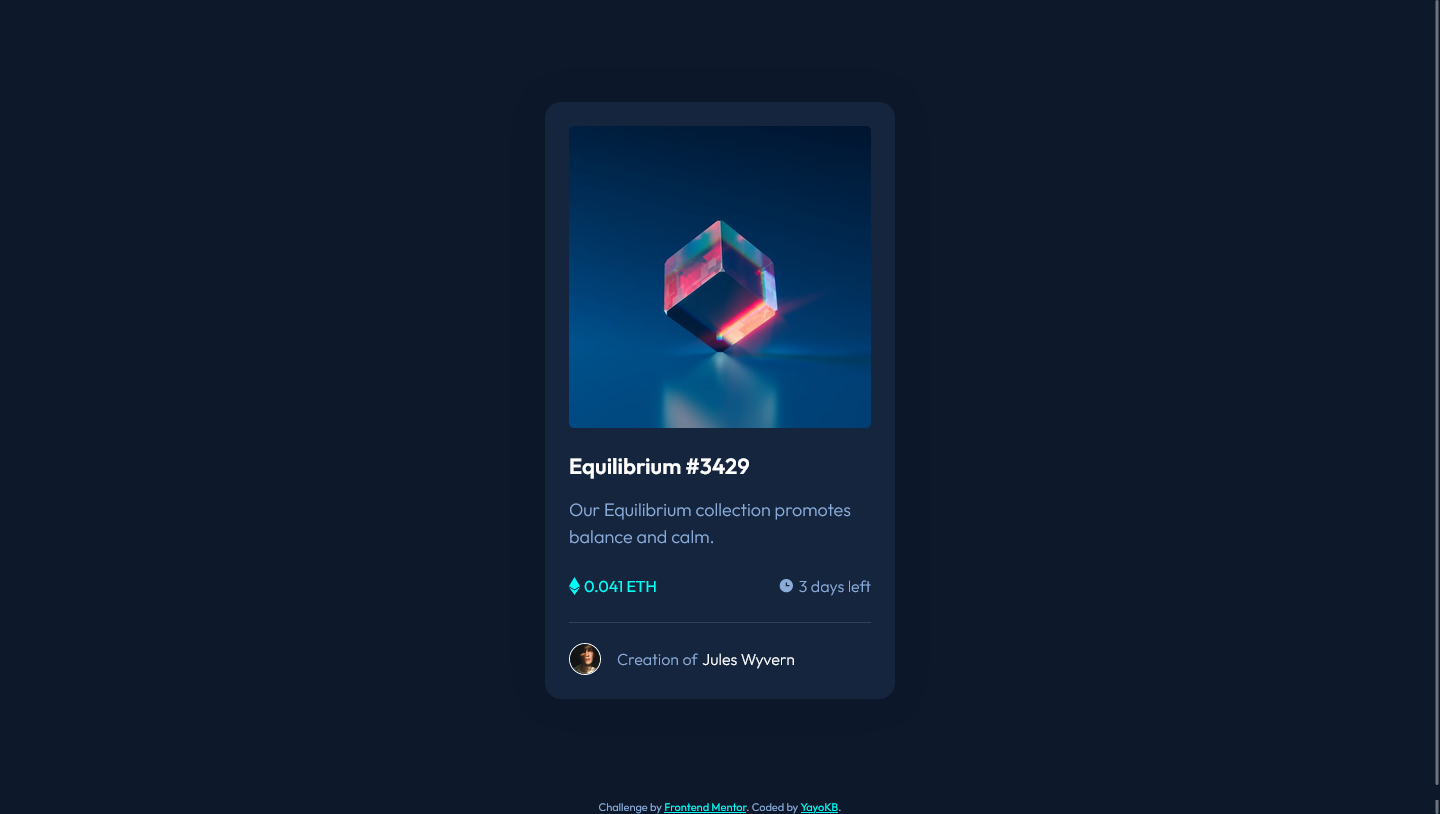 Equilibrium #3429
Our Equilibrium collection promotes
balance and calm.
0.041 ETH
3 days left
Creation of Jules Wyvern
Challenge by Frontend Mentor. Coded by YayoKB.